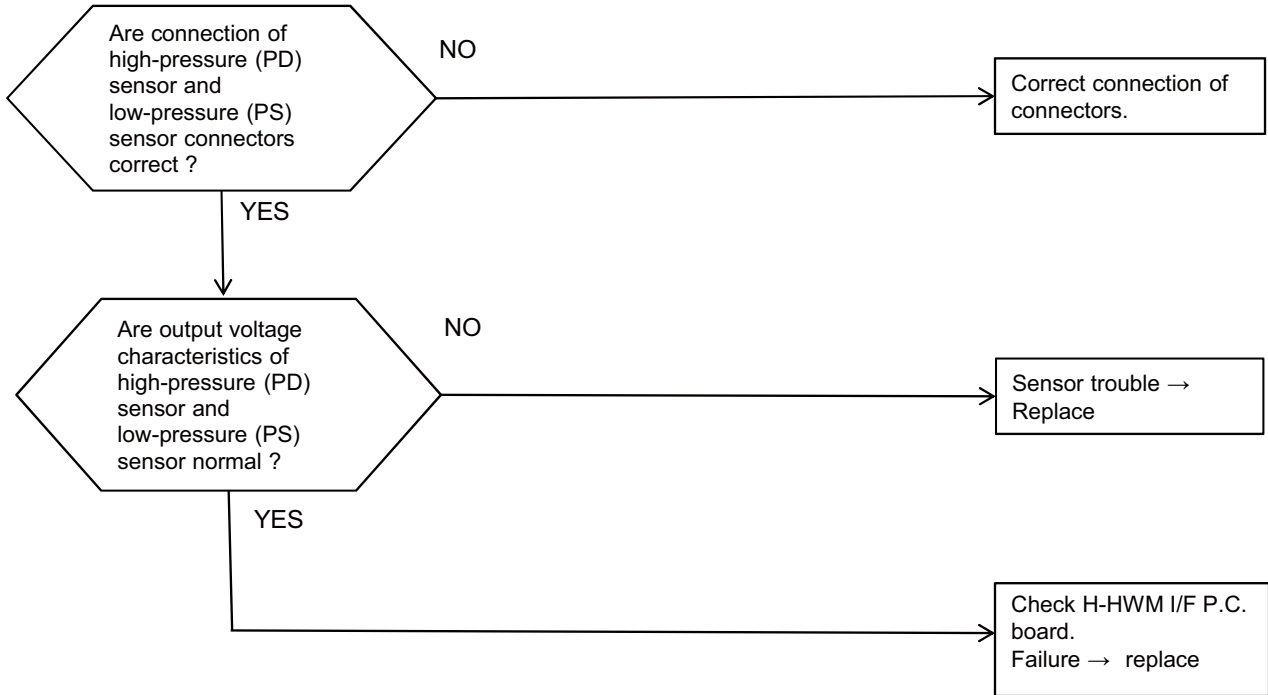 Are connection of
high-pressure (PD)
sensor and
low-pressure (PS)
sensor connectors
correct ?
NO
Correct connection of
connectors.
YES
Are output voltage
characteristics of
high-pressure (PD)
sensor and
low-pressure (PS)
sensor normal ?
NO
Sensor trouble →
Replace
YES
Check H-HWM I/F P.C.
board.
Failure → replace